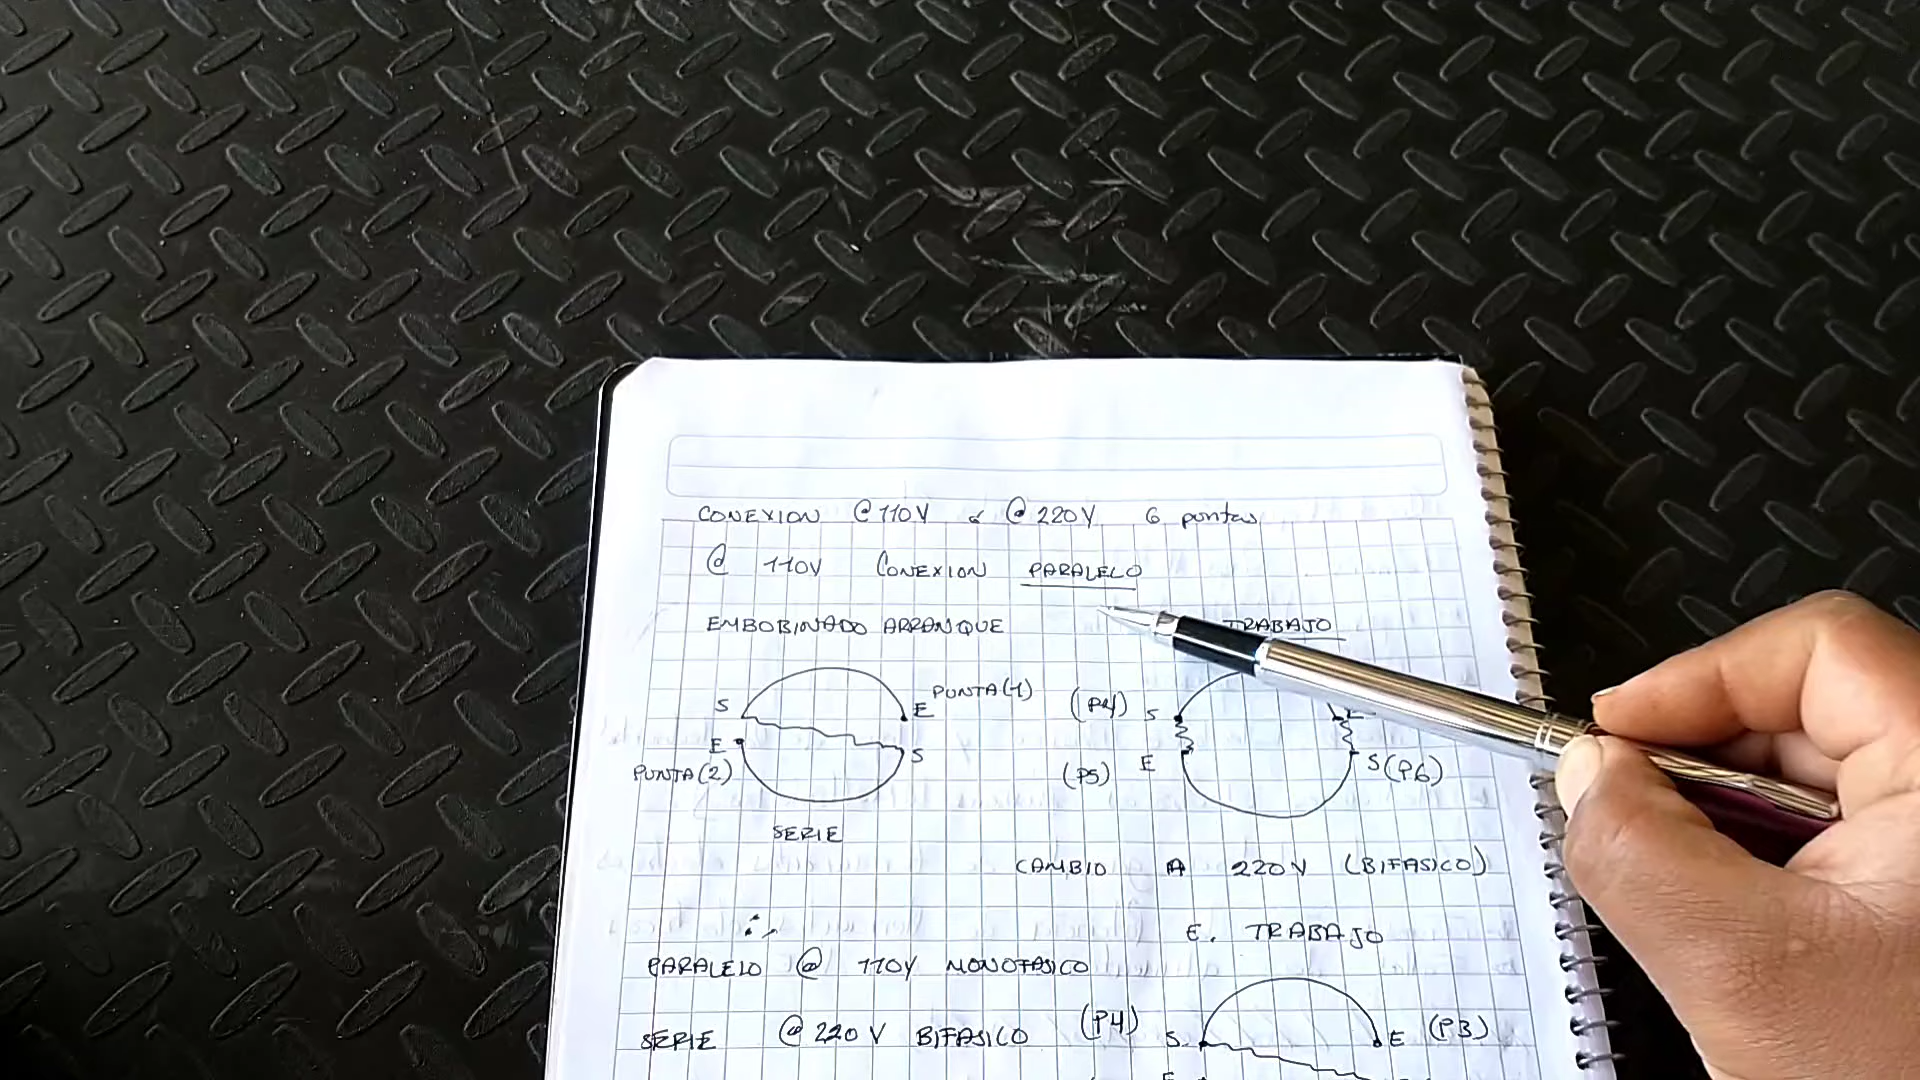 CONEXION @ 110V & @ 220V 6 puntas
@ 110V CONEXION PARALELO
EMBOBINADO ARRANQUE TRABAJO
S E PUNTA(1) (P4) S
E S (P5) E S(P6)
PUNTA(2)
SERIE
CAMBIO A 220V (BIFASICO)
E. TRABAJO
PARALELO @ 110V MONOFASICO
SERIE @ 220V BIFASICO (P4) S. E (P3)